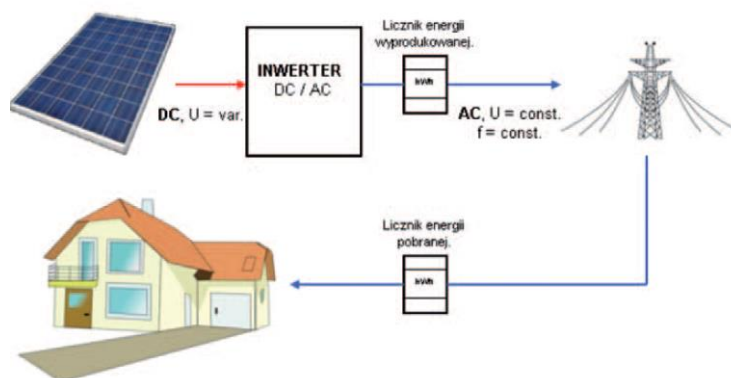 Licznik energii
wyprodukowanej.
INWERTER
DC / AC
kWh
DC, U = var.
AC, U = const.
f = const.
Licznik energii
pobranej.
kWh